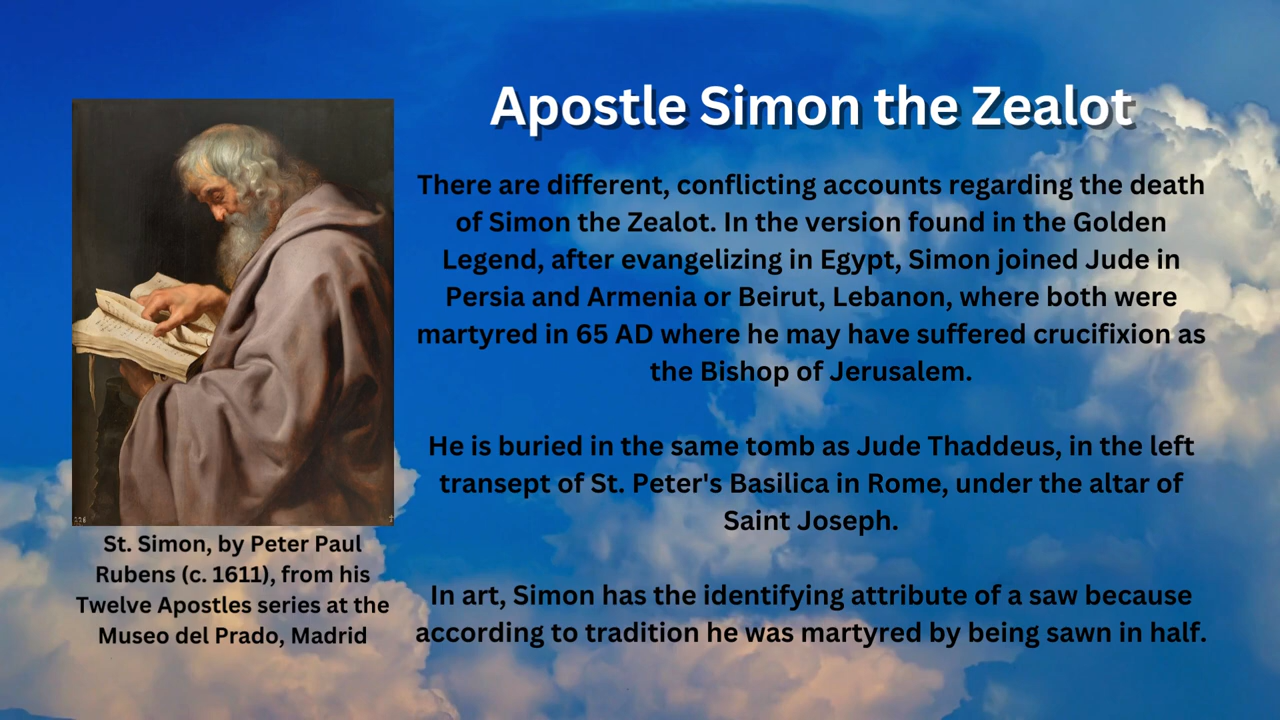 Apostle Simon the Zealot
There are different, conflicting accounts regarding the death
of Simon the Zealot. In the version found in the Golden
Legend, after evangelizing in Egypt, Simon joined Jude in
Persia and Armenia or Beirut, Lebanon, where both were
martyred in 65 AD where he may have suffered crucifixion as
the Bishop of Jerusalem.
He is buried in the same tomb as Jude Thaddeus, in the left
transept of St. Peter's Basilica in Rome, under the altar of
Saint Joseph.
In art, Simon has the identifying attribute of a saw because
according to tradition he was martyred by being sawn in half.
St. Simon, by Peter Paul
Rubens (c. 1611), from his
Twelve Apostles series at the
Museo del Prado, Madrid